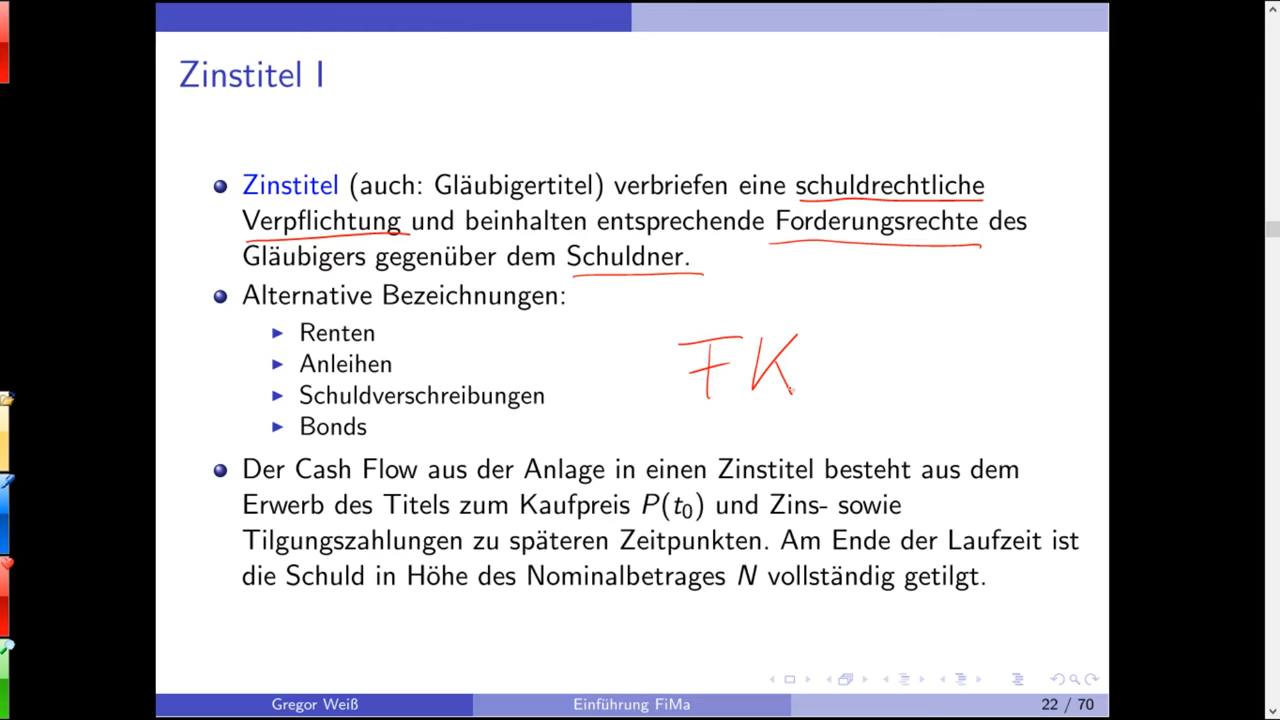 Zinstitel I
Zinstitel (auch: Gläubigertitel) verbriefen eine schuldrechtliche
Verpflichtung und beinhalten entsprechende Forderungsrechte des
Gläubigers gegenüber dem Schuldner.
Alternative Bezeichnungen:
Renten
Anleihen
Schuldverschreibungen
Bonds
FK
Der Cash Flow aus der Anlage in einen Zinstitel besteht aus dem
Erwerb des Titels zum Kaufpreis P(t₀) und Zins- sowie
Tilgungszahlungen zu späteren Zeitpunkten. Am Ende der Laufzeit ist
die Schuld in Höhe des Nominalbetrages N vollständig getilgt.
Gregor Weiß Einführung FiMa 22 / 70